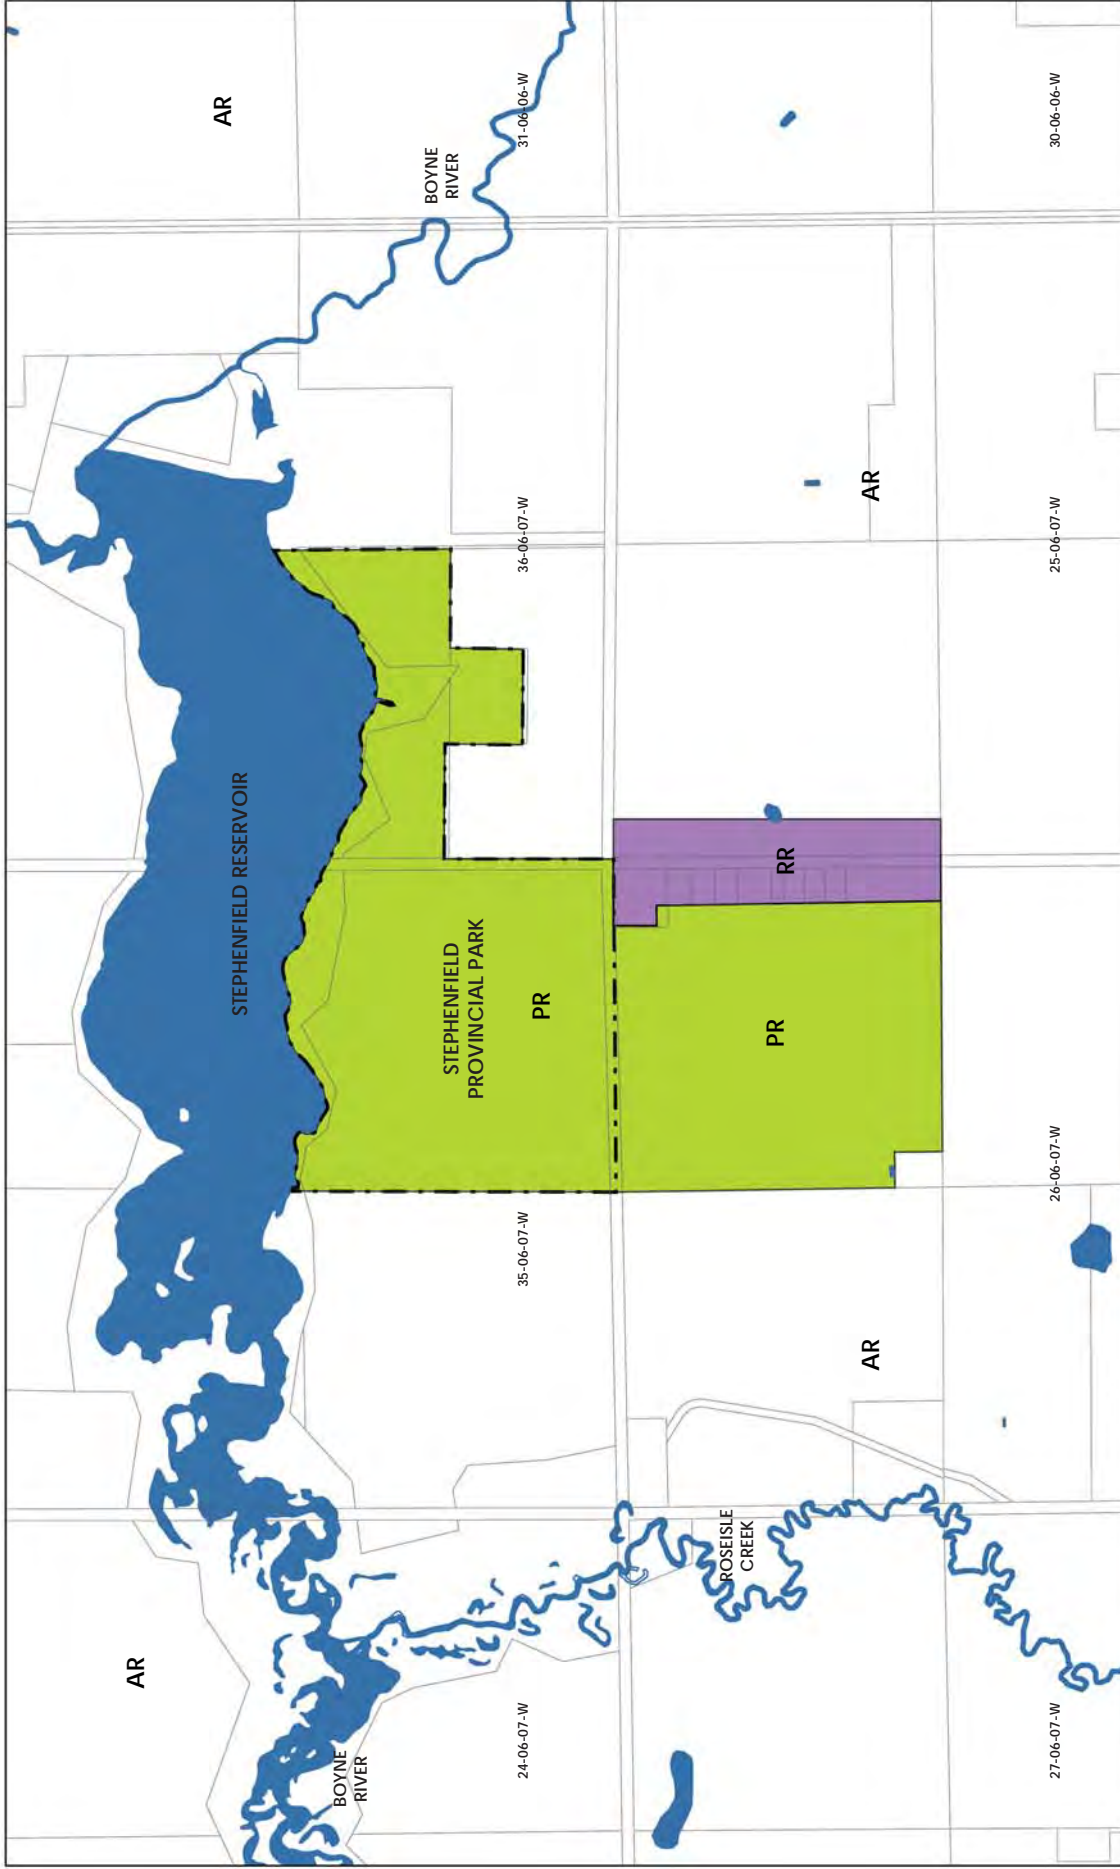 AR
AR
STEPHENFIELD RESERVOIR
BOYNE
RIVER
BOYNE
RIVER
STEPHENFIELD
PROVINCIAL PARK
PR
24-06-07-W
35-06-07-W
36-06-07-W
31-06-06-W
ROSEISLE
CREEK
PR
RR
AR
AR
27-06-07-W
26-06-07-W
25-06-07-W
30-06-06-W